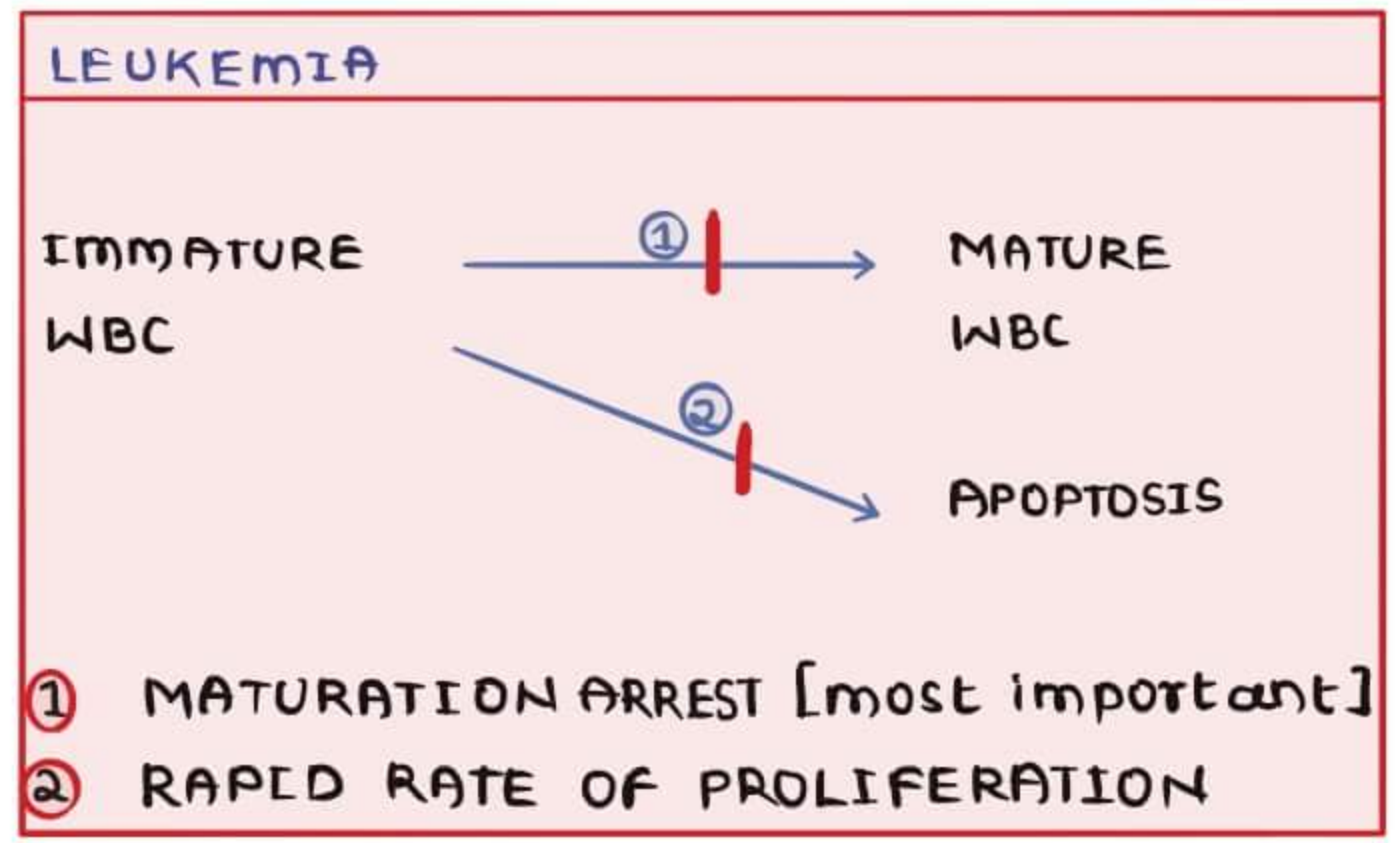 LEUKEMIA
IMMATURE WBC
① MATURE WBC
② APOPTOSIS
① MATURATION ARREST [most important]
② RAPID RATE OF PROLIFERATION